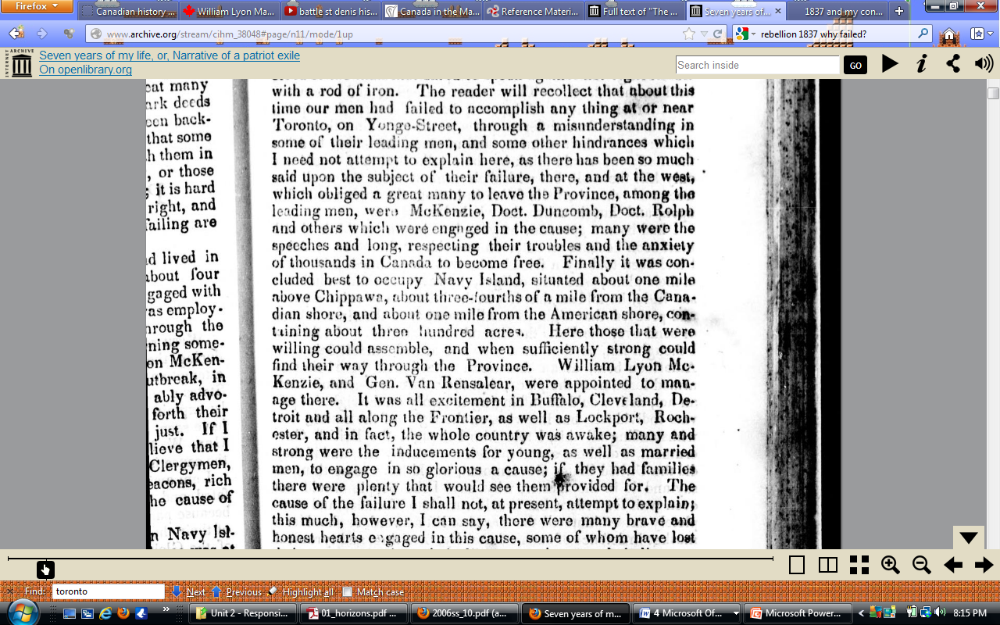 Firefox
Canadian history ...
William Lyon Ma...
battle st denis his...
Canada in the Ma...
Reference Materi...
Full text of "The ...
Seven years of...
1837 and my con...
www.archive.org/stream/cihm_38048#page/n11/mode/1up
rebellion 1837 why failed?
INTERNET ARCHIVE
Seven years of my life, or, Narrative of a patriot exile
On openlibrary.org
Search inside
GO
eat many
ark deeds
een back-
that some
h them in
, or those
; it is hard
right, and
failing are
d lived in
about four
gaged with
as employ-
hrough the
ning some-
on McKen-
utbreak, in
ably advo-
forth their
just. If I
lieve that I
Clergymen,
eacons, rich
he cause of
n Navy Isl-
with a rod of iron. The reader will recollect that about this
time our men had failed to accomplish any thing at or near
Toronto, on Yonge-Street, through a misunderstanding in
some of their leading men, and some other hindrances which
I need not attempt to explain here, as there has been so much
said upon the subject of their failure, there, and at the west,
which obliged a great many to leave the Province, among the
leading men, were McKenzie, Doct. Duncomb, Doct. Rolph
and others which were engaged in the cause; many were the
speeches and long, respecting their troubles and the anxiety
of thousands in Canada to become free. Finally it was con-
cluded best to occupy Navy Island, situated about one mile
above Chippawa, about three-fourths of a mile from the Cana-
dian shore, and about one mile from the American shore, con-
taining about three hundred acres. Here those that were
willing could assemble, and when sufficiently strong could
find their way through the Province. William Lyon Mc-
Kenzie, and Gen. Van Rensalear, were appointed to man-
age there. It was all excitement in Buffalo, Cleveland, De-
troit and all along the Frontier, as well as Lockport, Roch-
ester, and in fact, the whole country was awake; many and
strong were the inducements for young, as well as married
men, to engage in so glorious a cause; if they had families
there were plenty that would see them provided for. The
cause of the failure I shall not, at present, attempt to explain;
this much, however, I can say, there were many brave and
honest hearts engaged in this cause, some of whom have lost
Find: toronto
Next
Previous
Highlight all
Match case
Unit 2 - Responsi...
01_horizons.pdf ...
2006ss_10.pdf (a...
Seven years of m...
4 Microsoft Of...
Microsoft Power...
8:15 PM